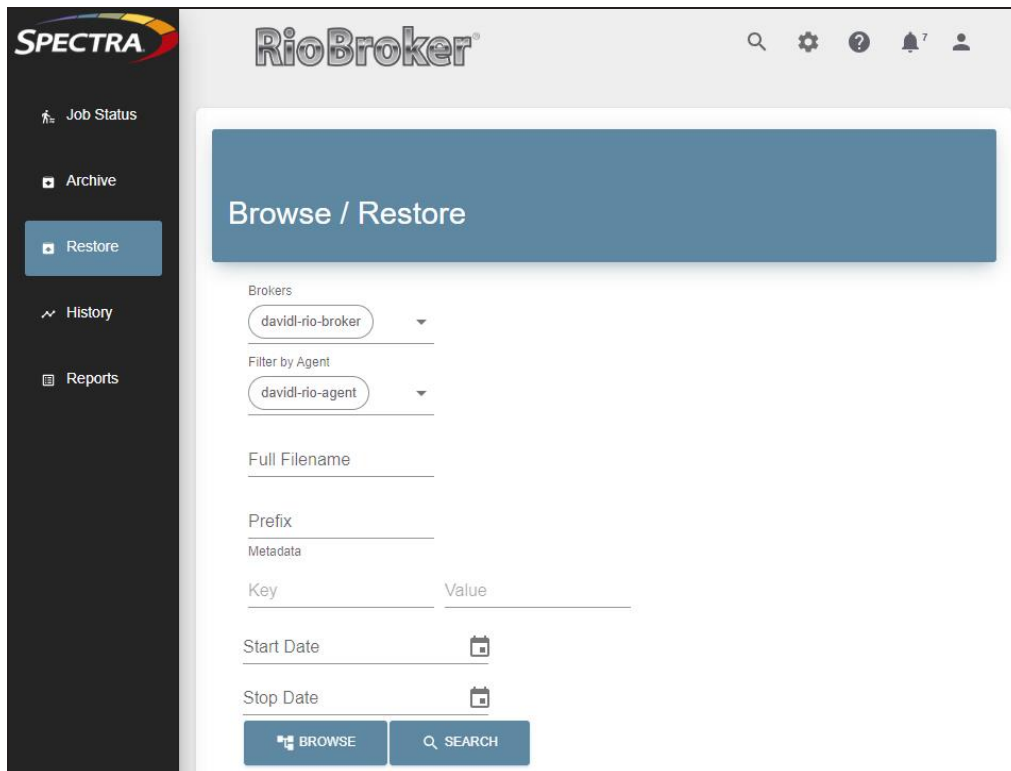 SPECTRA
RioBroker®
7
Job Status
Archive
Restore
History
Reports
Browse / Restore
Brokers
davidl-rio-broker
Filter by Agent
davidl-rio-agent
Full Filename
Prefix
Metadata
Key Value
Start Date
Stop Date
BROWSE SEARCH